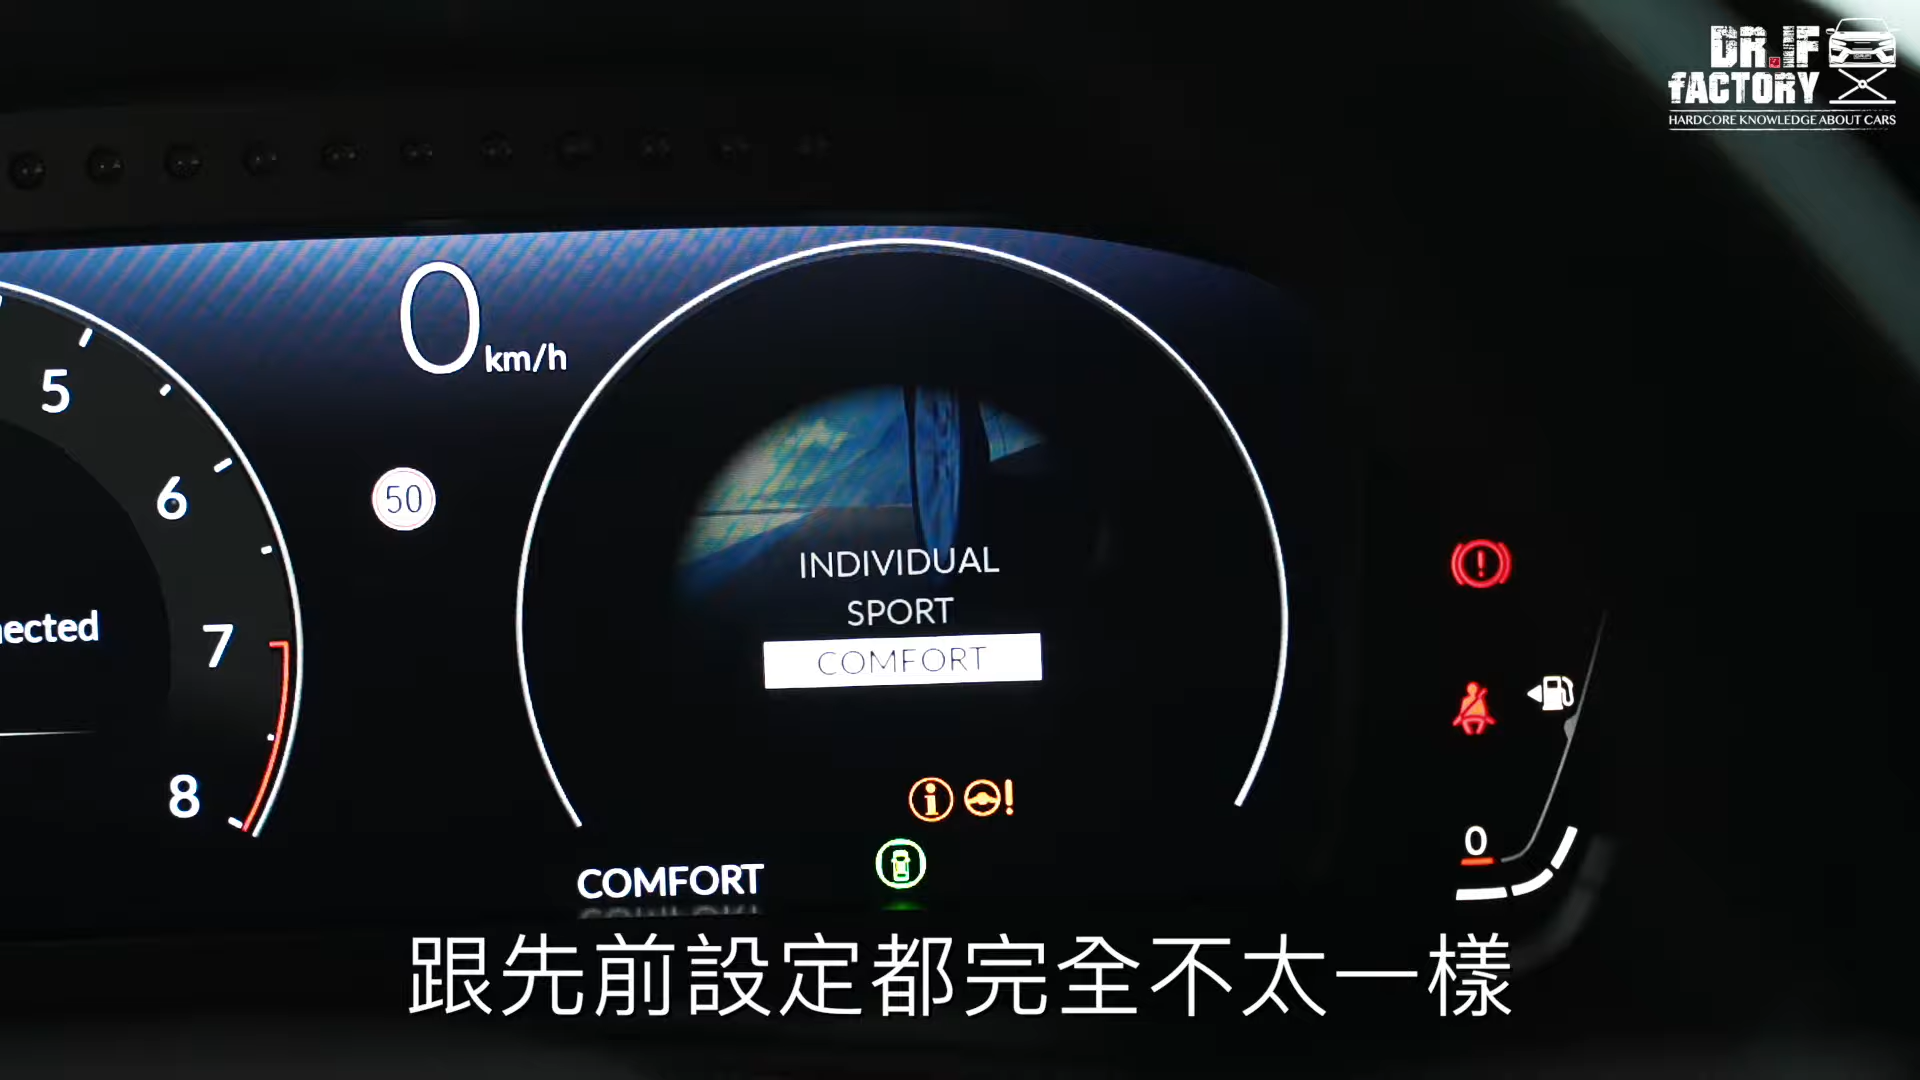 DR.IF
fACTORY
HARDCORE KNOWLEDGE ABOUT CARS
0 km/h
5
50
6
INDIVIDUAL
SPORT
nected
7
COMFORT
8
0
COMFORT
跟先前設定都完全不太一樣